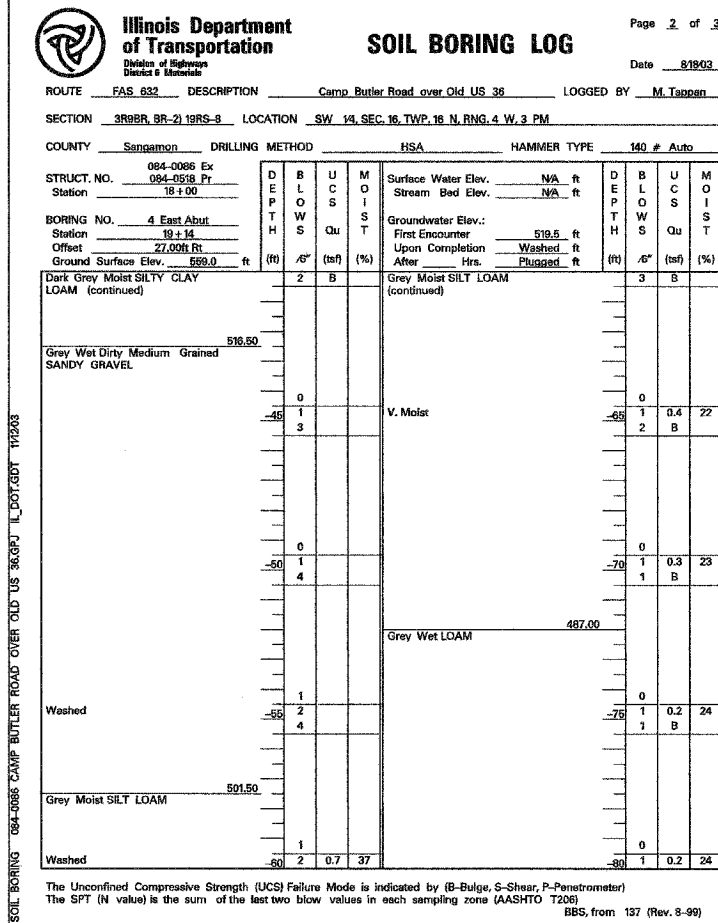 Illinois Department of Transportation
Division of Highways
District 6 Materials
SOIL BORING LOG
Page 2 of 3
Date 8/18/03
ROUTE FAS 632 DESCRIPTION Camp Butler Road over Old US 36 LOGGED BY M. Tappan
SECTION 3R9BR, BR-2) 19RS-8 LOCATION SW 1/4, SEC. 16, TWP. 16 N, RNG. 4 W, 3 PM
COUNTY Sangamon DRILLING METHOD HSA HAMMER TYPE 140 # Auto
STRUCT. NO. 084-0086 Ex 084-0518 Pr
Station 18+00
BORING NO. 4 East Abut
Station 19+14
Offset 27.00ft Rt
Ground Surface Elev. 559.0 ft
DEPTH (ft)
BLOWS /6"
UCS Qu (tsf)
MOIST (%)
Surface Water Elev. N/A ft
Stream Bed Elev. N/A ft
Groundwater Elev.:
First Encounter 519.5 ft
Upon Completion Washed ft
After Hrs. Plugged ft
DEPTH (ft)
BLOWS /6"
UCS Qu (tsf)
MOIST (%)
Dark Grey Moist SILTY CLAY 2 B
LOAM (continued)
516.50
Grey Wet Dirty Medium Grained
SANDY GRAVEL
0
-45 1
3
0
-50 1
4
1
Washed -55 2
4
501.50
Grey Moist SILT LOAM
1
Washed -60 2 0.7 37
Grey Moist SILT LOAM 3 B
(continued)
0
V. Moist -65 1 0.4 22
2 B
0
-70 1 0.3 23
1 B
487.00
Grey Wet LOAM
0
-75 1 0.2 24
1 B
0
-80 1 0.2 24
The Unconfined Compressive Strength (UCS) Failure Mode is indicated by (B-Bulge, S-Shear, P-Penetrometer)
The SPT (N value) is the sum of the last two blow values in each sampling zone (AASHTO T206)
BBS, from 137 (Rev. 8-99)
SOIL BORING 084-0086 CAMP BUTLER ROAD OVER OLD US 36.GPJ IL_DOT.GDT 11/12/03